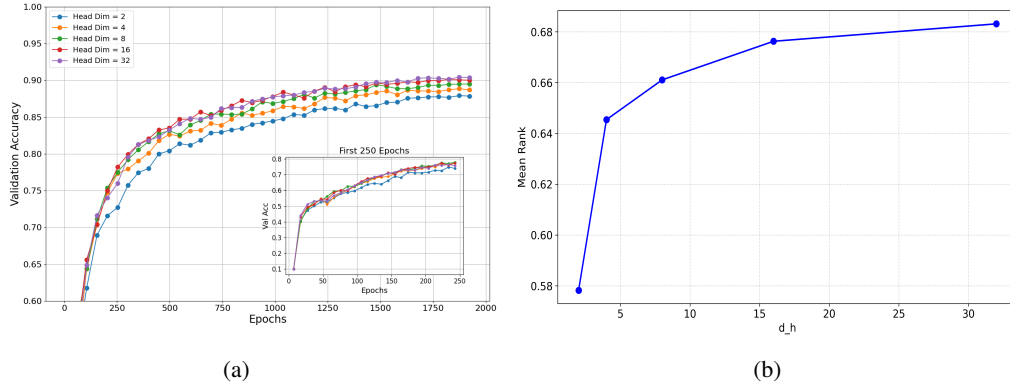 1.00
0.95
0.90
0.85
0.80
0.75
0.70
0.65
0.60
Validation Accuracy
Head Dim = 2
Head Dim = 4
Head Dim = 8
Head Dim = 16
Head Dim = 32
First 250 Epochs
0.8
0.7
0.6
0.5
0.4
0.3
0.2
0.1
Val Acc
0 50 100 150 200 250
Epochs
0 250 500 750 1000 1250 1500 1750 2000
Epochs
(a)
0.68
0.66
0.64
0.62
0.60
0.58
Mean Rank
5 10 15 20 25 30
d_h
(b)